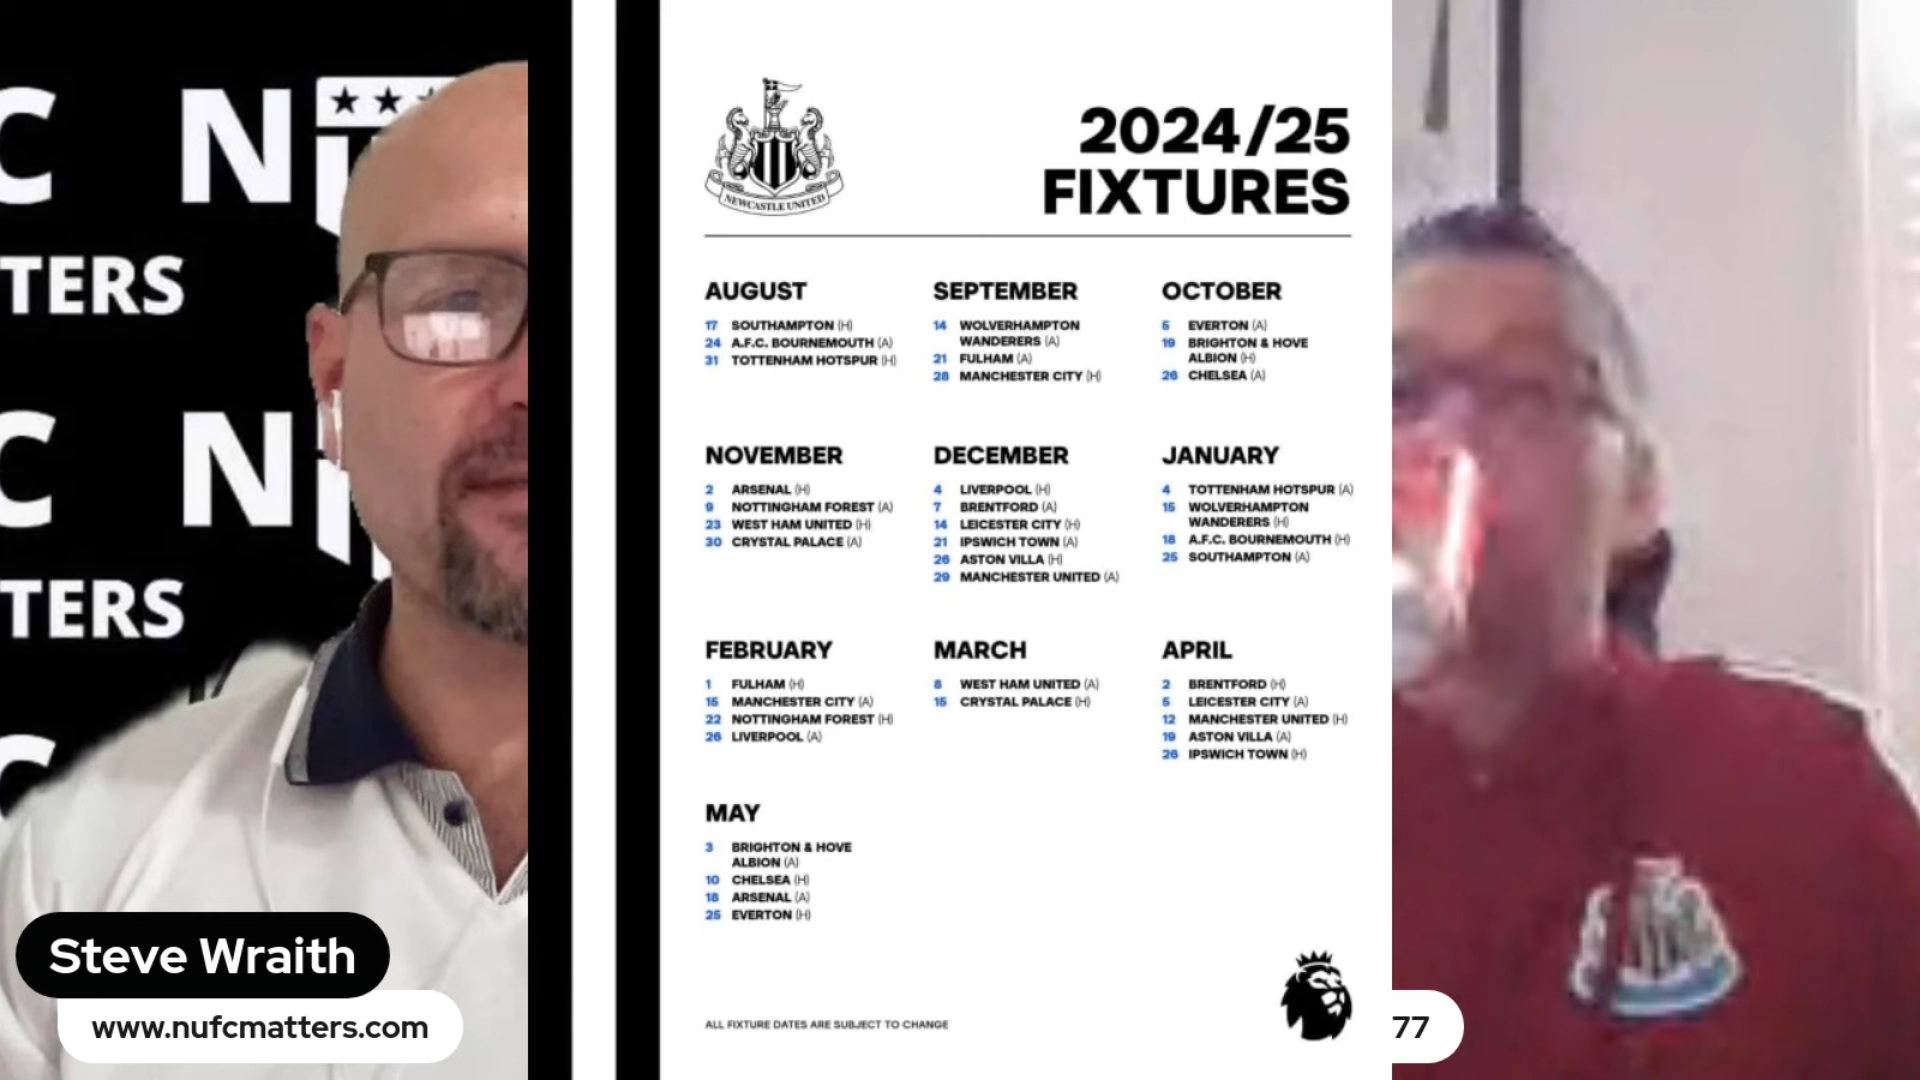 C N
TERS
C N
TERS
C
Steve Wraith
www.nufcmatters.com
NEWCASTLE UNITED
2024/25
FIXTURES
AUGUST
17 SOUTHAMPTON (H)
24 A.F.C. BOURNEMOUTH (A)
31 TOTTENHAM HOTSPUR (H)
SEPTEMBER
14 WOLVERHAMPTON
WANDERERS (A)
21 FULHAM (A)
28 MANCHESTER CITY (H)
OCTOBER
5 EVERTON (A)
19 BRIGHTON & HOVE
ALBION (H)
26 CHELSEA (A)
NOVEMBER
2 ARSENAL (H)
9 NOTTINGHAM FOREST (A)
23 WEST HAM UNITED (H)
30 CRYSTAL PALACE (A)
DECEMBER
4 LIVERPOOL (H)
7 BRENTFORD (A)
14 LEICESTER CITY (H)
21 IPSWICH TOWN (A)
26 ASTON VILLA (H)
29 MANCHESTER UNITED (A)
JANUARY
4 TOTTENHAM HOTSPUR (A)
15 WOLVERHAMPTON
WANDERERS (H)
18 A.F.C. BOURNEMOUTH (H)
25 SOUTHAMPTON (A)
FEBRUARY
1 FULHAM (H)
15 MANCHESTER CITY (A)
22 NOTTINGHAM FOREST (H)
26 LIVERPOOL (A)
MARCH
8 WEST HAM UNITED (A)
15 CRYSTAL PALACE (H)
APRIL
2 BRENTFORD (H)
5 LEICESTER CITY (A)
12 MANCHESTER UNITED (H)
19 ASTON VILLA (A)
26 IPSWICH TOWN (H)
MAY
3 BRIGHTON & HOVE
ALBION (A)
10 CHELSEA (H)
18 ARSENAL (A)
25 EVERTON (H)
ALL FIXTURE DATES ARE SUBJECT TO CHANGE
77